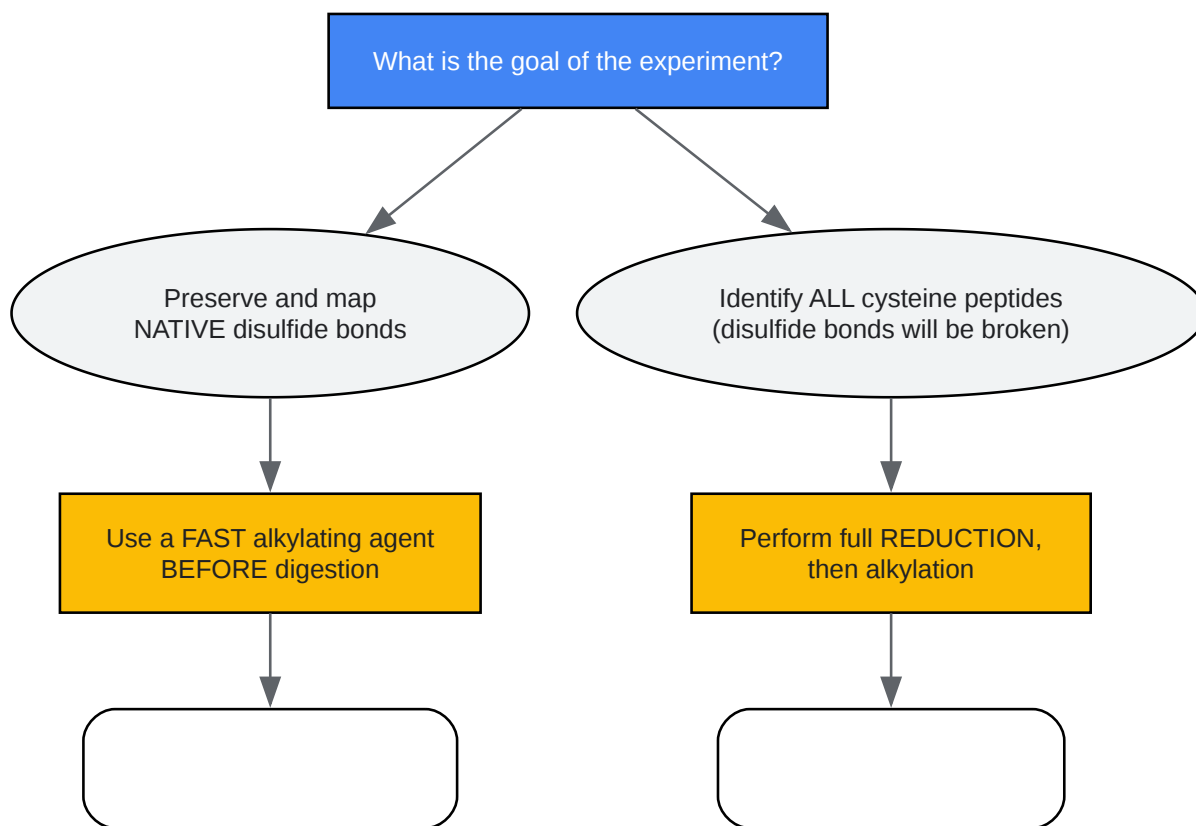 What is the goal of the experiment?
Preserve and map
NATIVE disulfide bonds
Identify ALL cysteine peptides
(disulfide bonds will be broken)
Use a FAST alkylating agent
BEFORE digestion
Perform full REDUCTION,
then alkylation